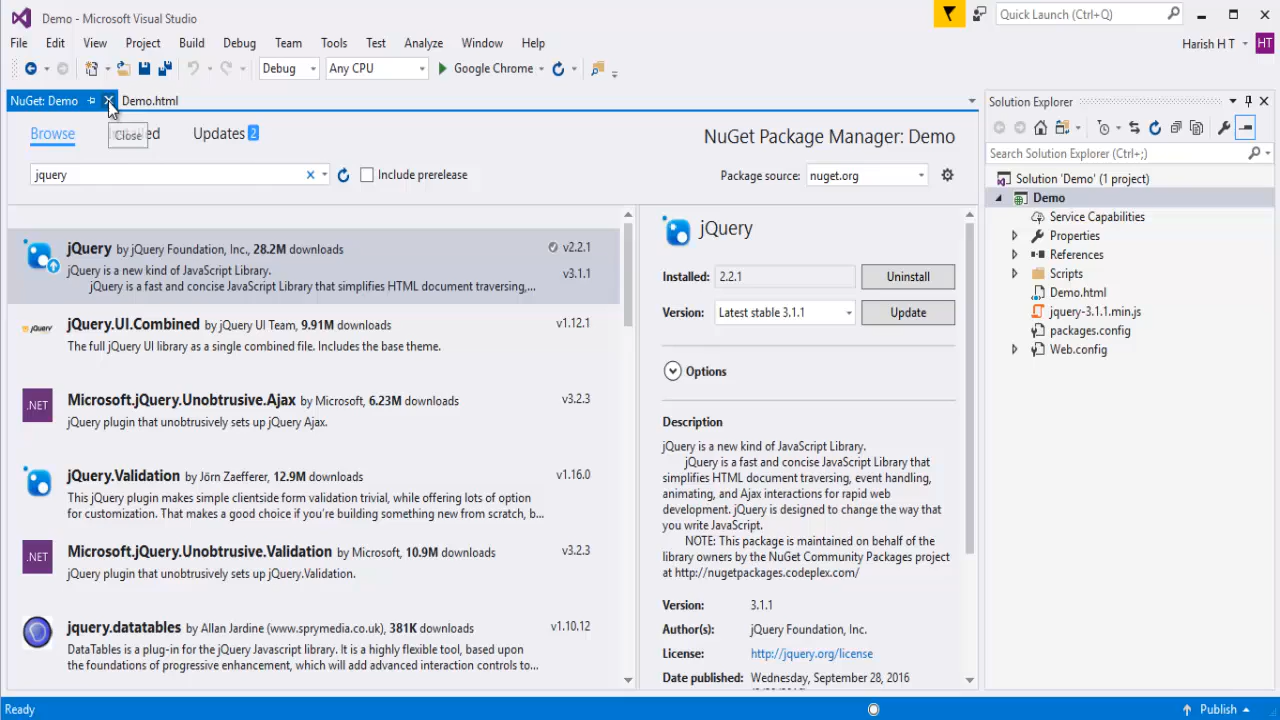 Demo - Microsoft Visual Studio
Quick Launch (Ctrl+Q)
File Edit View Project Build Debug Team Tools Test Analyze Window Help
Harish H T
HT
Debug
Any CPU
Google Chrome
NuGet: Demo
Demo.html
Close
Browse
Updates 2
NuGet Package Manager: Demo
jquery
Include prerelease
Package source: nuget.org
jQuery by jQuery Foundation, Inc., 28.2M downloads
v2.2.1
jQuery is a new kind of JavaScript Library.
v3.1.1
jQuery is a fast and concise JavaScript Library that simplifies HTML document traversing,...
jQuery
jQuery.UI.Combined by jQuery UI Team, 9.91M downloads
v1.12.1
The full jQuery UI library as a single combined file. Includes the base theme.
.NET
Microsoft.jQuery.Unobtrusive.Ajax by Microsoft, 6.23M downloads
v3.2.3
jQuery plugin that unobtrusively sets up jQuery Ajax.
jQuery.Validation by Jörn Zaefferer, 12.9M downloads
v1.16.0
This jQuery plugin makes simple clientside form validation trivial, while offering lots of option
for customization. That makes a good choice if you're building something new from scratch, b...
.NET
Microsoft.jQuery.Unobtrusive.Validation by Microsoft, 10.9M downloads
v3.2.3
jQuery plugin that unobtrusively sets up jQuery.Validation.
jquery.datatables by Allan Jardine (www.sprymedia.co.uk), 381K downloads
v1.10.12
DataTables is a plug-in for the jQuery Javascript library. It is a highly flexible tool, based upon
the foundations of progressive enhancement, which will add advanced interaction controls to...
jQuery
Installed: 2.2.1 Uninstall
Version: Latest stable 3.1.1 Update
Options
Description
jQuery is a new kind of JavaScript Library.
jQuery is a fast and concise JavaScript Library that
simplifies HTML document traversing, event handling,
animating, and Ajax interactions for rapid web
development. jQuery is designed to change the way that
you write JavaScript.
NOTE: This package is maintained on behalf of the
library owners by the NuGet Community Packages project
at http://nugetpackages.codeplex.com/
Version: 3.1.1
Author(s): jQuery Foundation, Inc.
License: http://jquery.org/license
Date published: Wednesday, September 28, 2016
Solution Explorer
Search Solution Explorer (Ctrl+;)
Solution 'Demo' (1 project)
Demo
Service Capabilities
Properties
References
Scripts
Demo.html
jquery-3.1.1.min.js
packages.config
Web.config
Ready
Publish